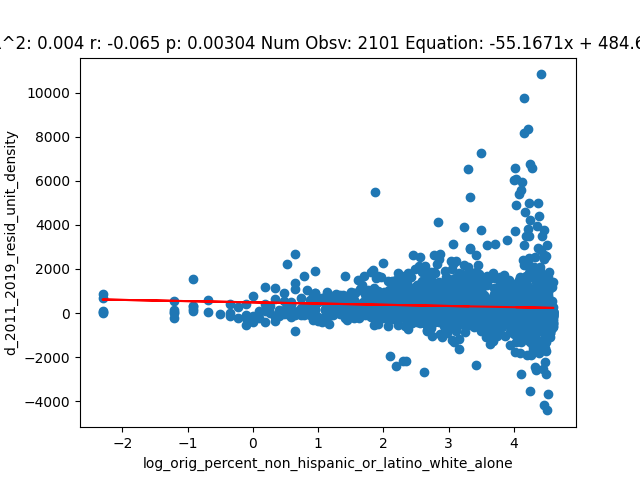 ^2: 0.004 r: -0.065 p: 0.00304 Num Obsv: 2101 Equation: -55.1671x + 484.6
10000
8000
6000
4000
2000
0
−2000
−4000
d_2011_2019_resid_unit_density
−2 −1 0 1 2 3 4
log_orig_percent_non_hispanic_or_latino_white_alone